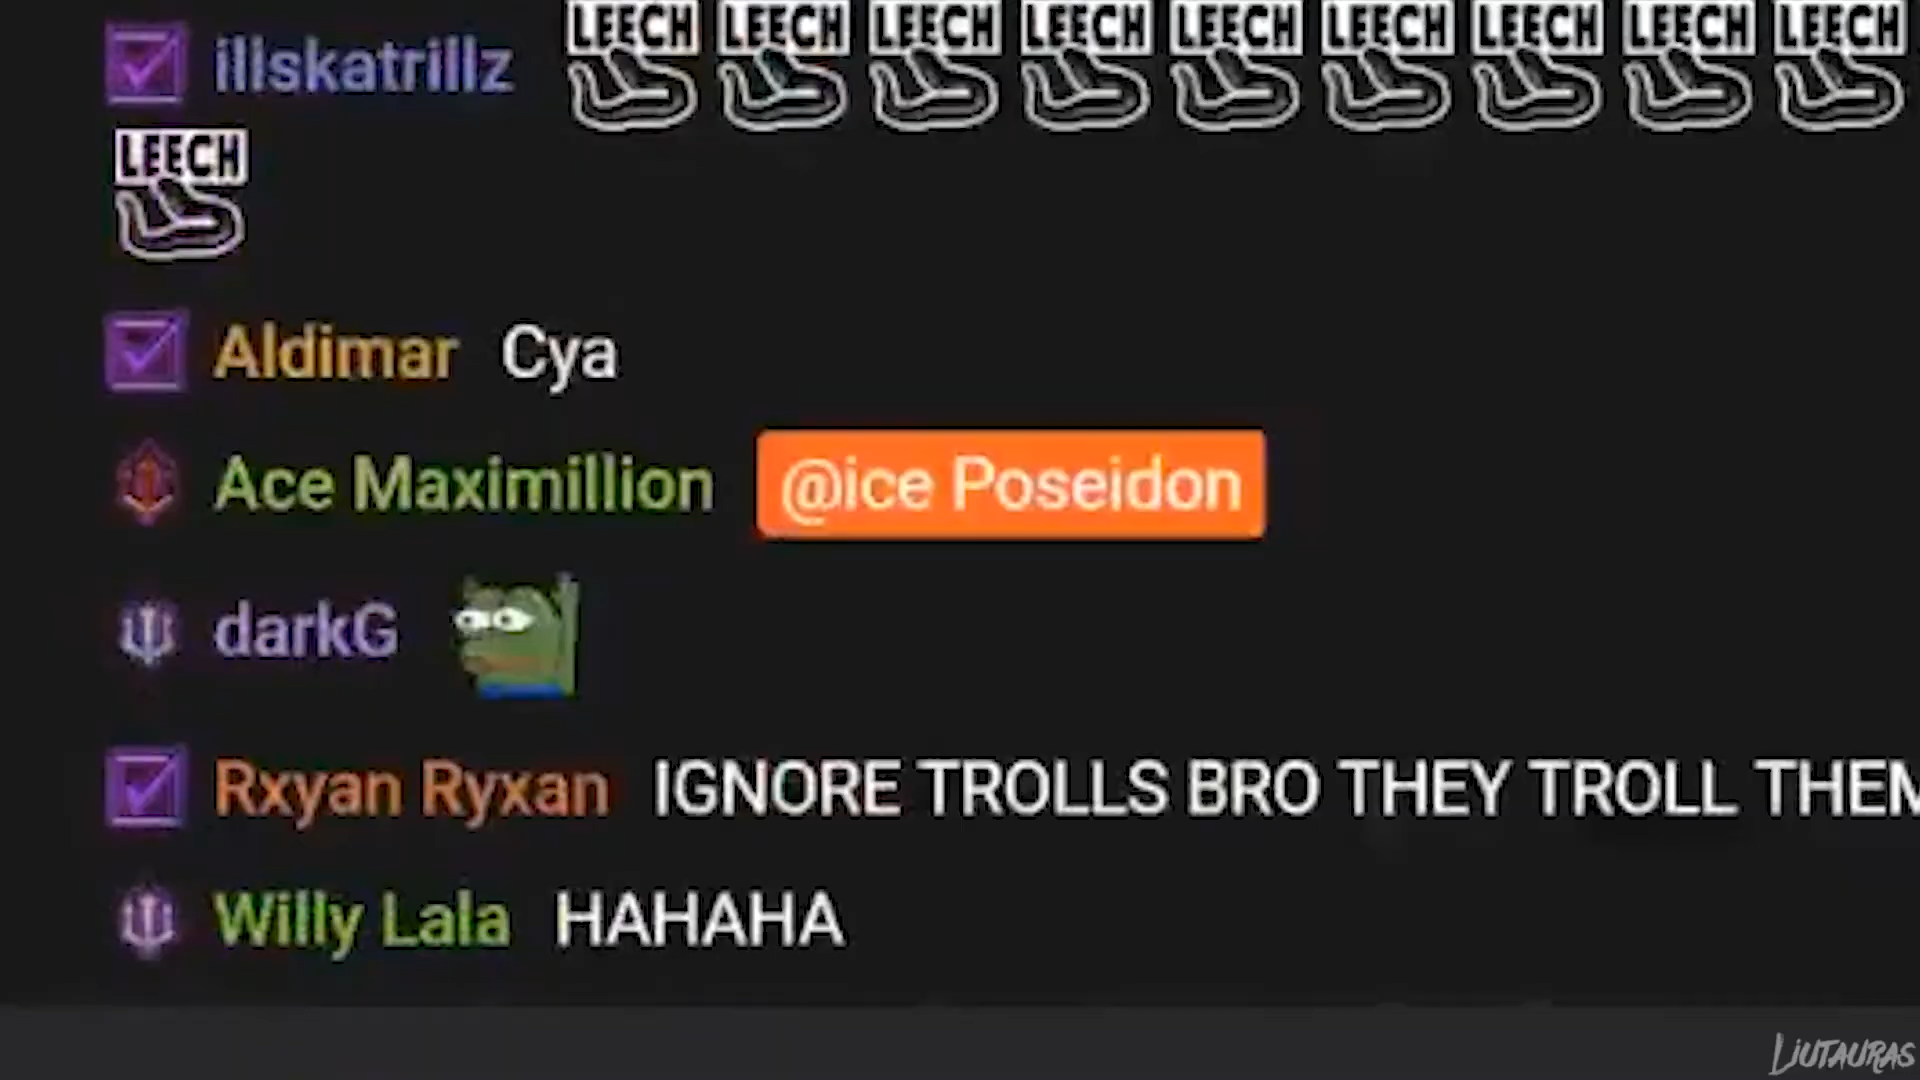 illskatrillz LEECH LEECH LEECH LEECH LEECH LEECH LEECH LEECH LEECH
LEECH
Aldimar Cya
Ace Maximillion @ice Poseidon
darkG
Rxyan Ryxan IGNORE TROLLS BRO THEY TROLL THEM
Willy Lala HAHAHA
LIUTAURAS